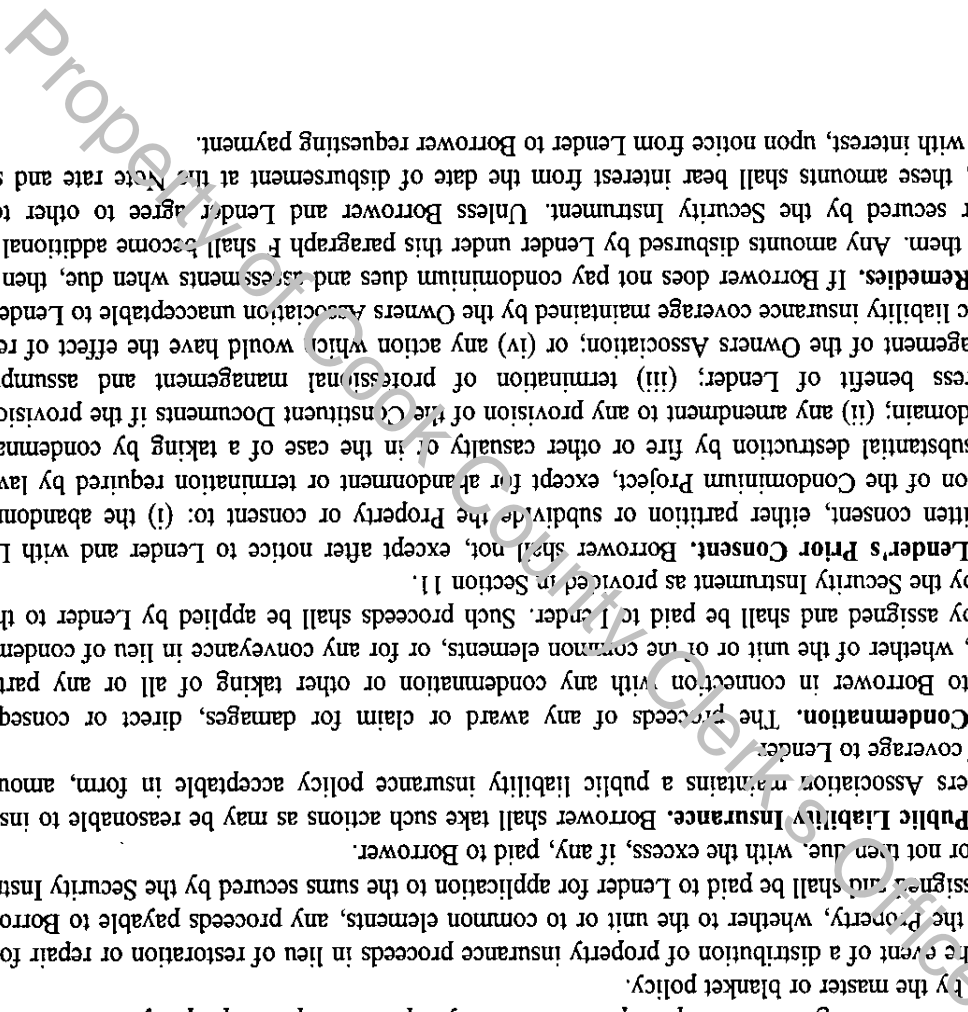 by the master or blanket policy.
he event of a distribution of property insurance proceeds in lieu of restoration or repair fo
the Property, whether to the unit or to common elements, any proceeds payable to Borro
ssigned and shall be paid to Lender for application to the sums secured by the Security Instr
or not then due, with the excess, if any, paid to Borrower.
Public Liability Insurance. Borrower shall take such actions as may be reasonable to ins
ers Association maintains a public liability insurance policy acceptable in form, amou
coverage to Lender.
Condemnation. The proceeds of any award or claim for damages, direct or conseq
to Borrower in connection with any condemnation or other taking of all or any part
, whether of the unit or of the common elements, or for any conveyance in lieu of condem
by assigned and shall be paid to Lender. Such proceeds shall be applied by Lender to th
by the Security Instrument as provided in Section 11.
Lender's Prior Consent. Borrower shall not, except after notice to Lender and with L
itten consent, either partition or subdivide the Property or consent to: (i) the abandonm
on of the Condominium Project, except for abandonment or termination required by law
substantial destruction by fire or other casualty or in the case of a taking by condemna
domain; (ii) any amendment to any provision of the Constituent Documents if the provisio
ress benefit of Lender; (iii) termination of professional management and assump
agement of the Owners Association; or (iv) any action which would have the effect of re
c liability insurance coverage maintained by the Owners Association unacceptable to Lende
Remedies. If Borrower does not pay condominium dues and assessments when due, then
them. Any amounts disbursed by Lender under this paragraph F shall become additional
r secured by the Security Instrument. Unless Borrower and Lender agree to other te
, these amounts shall bear interest from the date of disbursement at the Note rate and s
with interest, upon notice from Lender to Borrower requesting payment.
Property of Cook County Clerk's Office